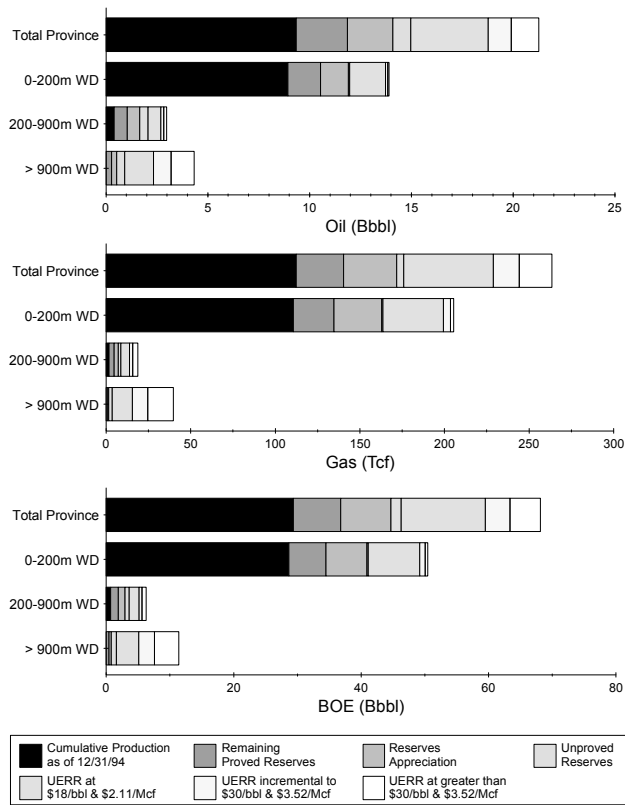 Total Province
0-200m WD
200-900m WD
> 900m WD
0 5 10 15 20 25
Oil (Bbbl)
Total Province
0-200m WD
200-900m WD
> 900m WD
0 50 100 150 200 250 300
Gas (Tcf)
Total Province
0-200m WD
200-900m WD
> 900m WD
0 20 40 60 80
BOE (Bbbl)
Cumulative Production
as of 12/31/94
Remaining
Proved Reserves
Reserves
Appreciation
Unproved
Reserves
UERR at
$18/bbl & $2.11/Mcf
UERR incremental to
$30/bbl & $3.52/Mcf
UERR at greater than
$30/bbl & $3.52/Mcf